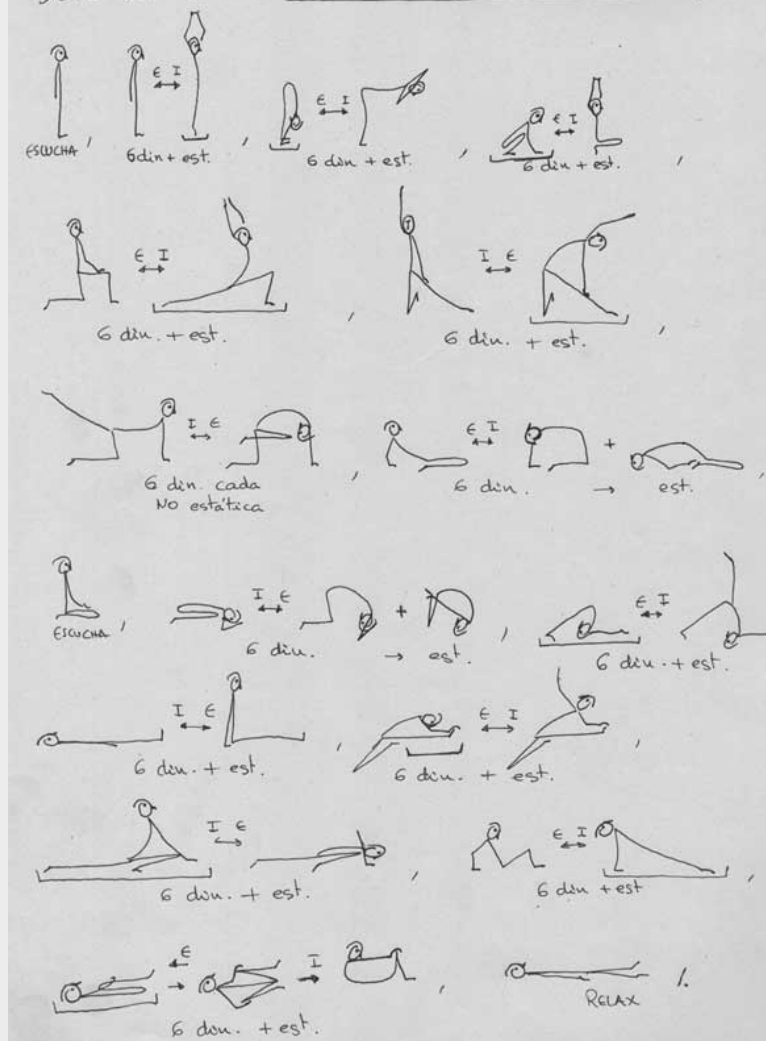 E I
ESCUCHA, 6 din + est. ,
E I
6 din + est. ,
E I
6 din + est. ,
E I
6 din. + est. ,
I E
6 din. + est. ,
I E
6 din. cada
NO estática ,
E I +
6 din. → est. ,
ESCUCHA ,
I E +
6 din. → est. ,
E I
6 din. + est.
I E
6 din. + est. ,
E I
6 din. + est. ,
I E
6 din. + est. ,
E I
6 din + est ,
E I
6 din. + est. ,
RELAX /.